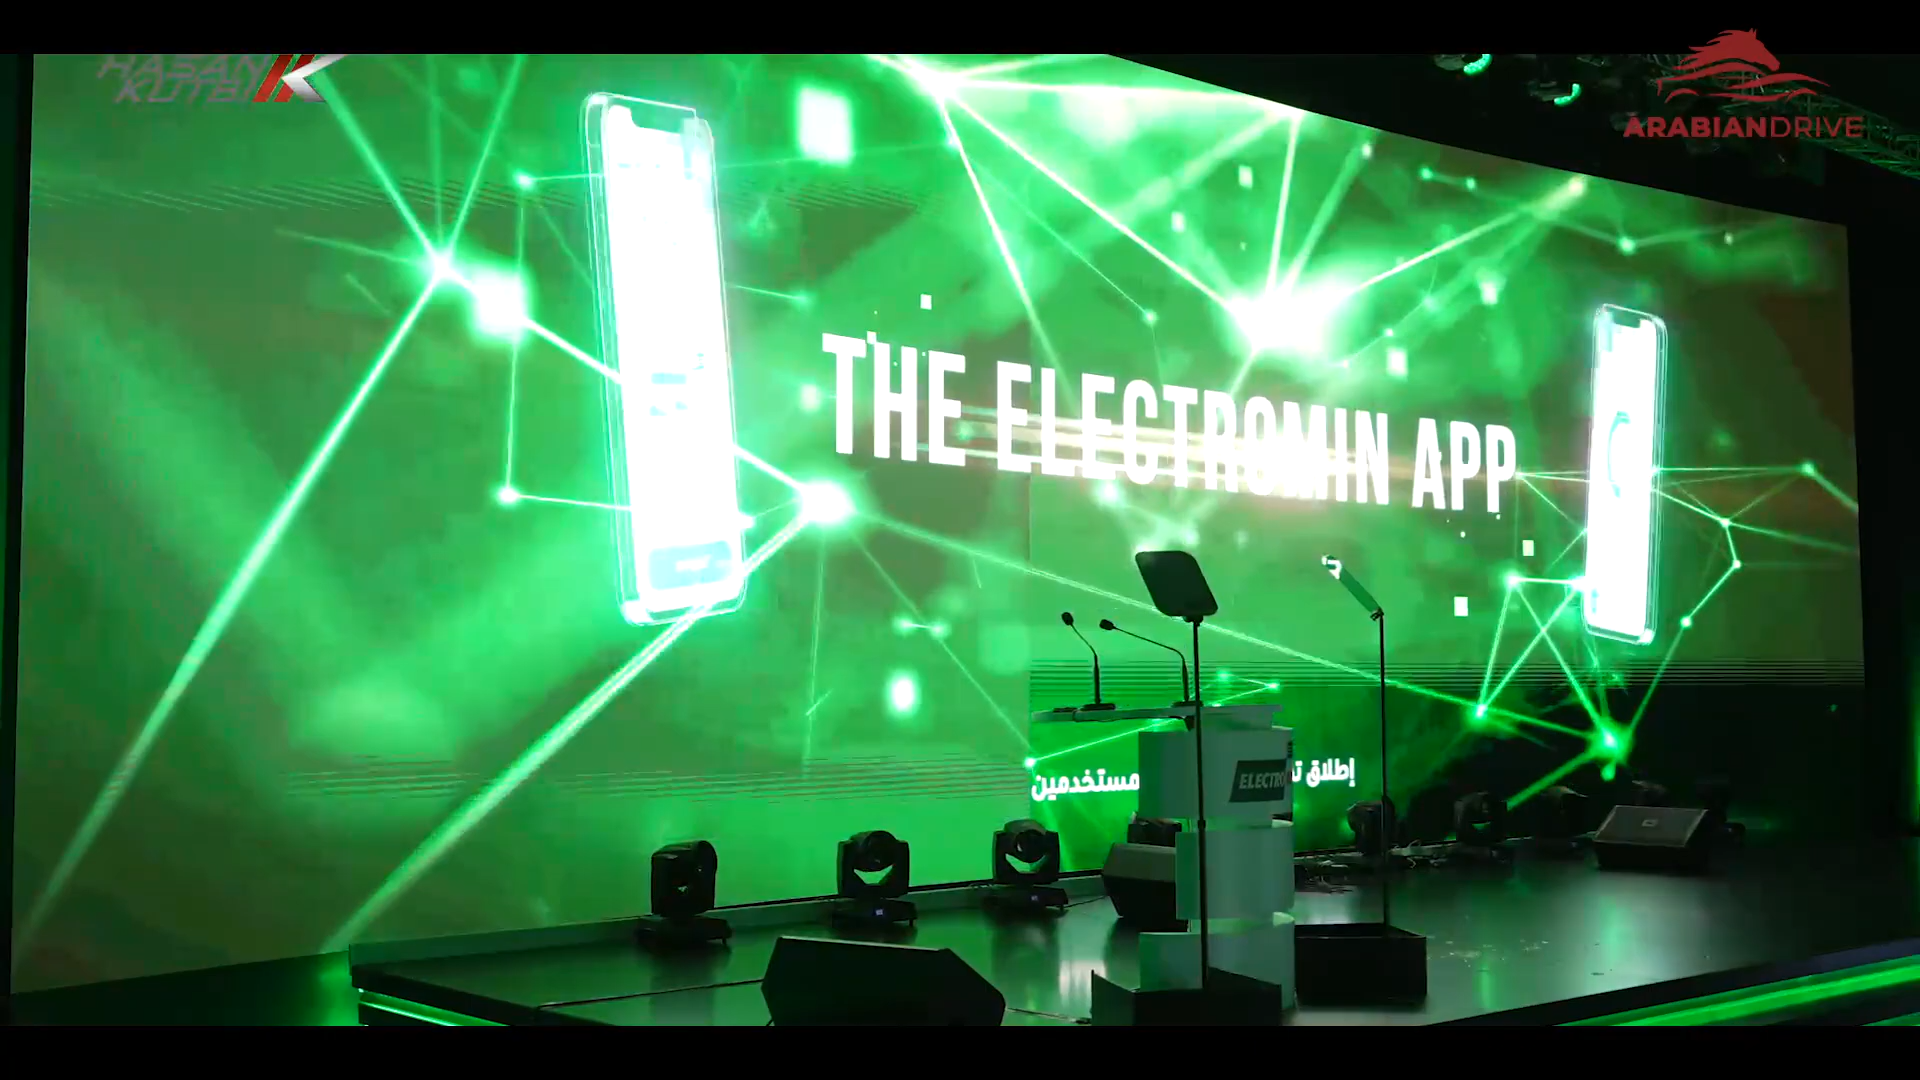 HASAN
KUTBI
ARABIANDRIVE
THE ELECTROMIN APP
إطلاق
مستخدمين
ELECTRO